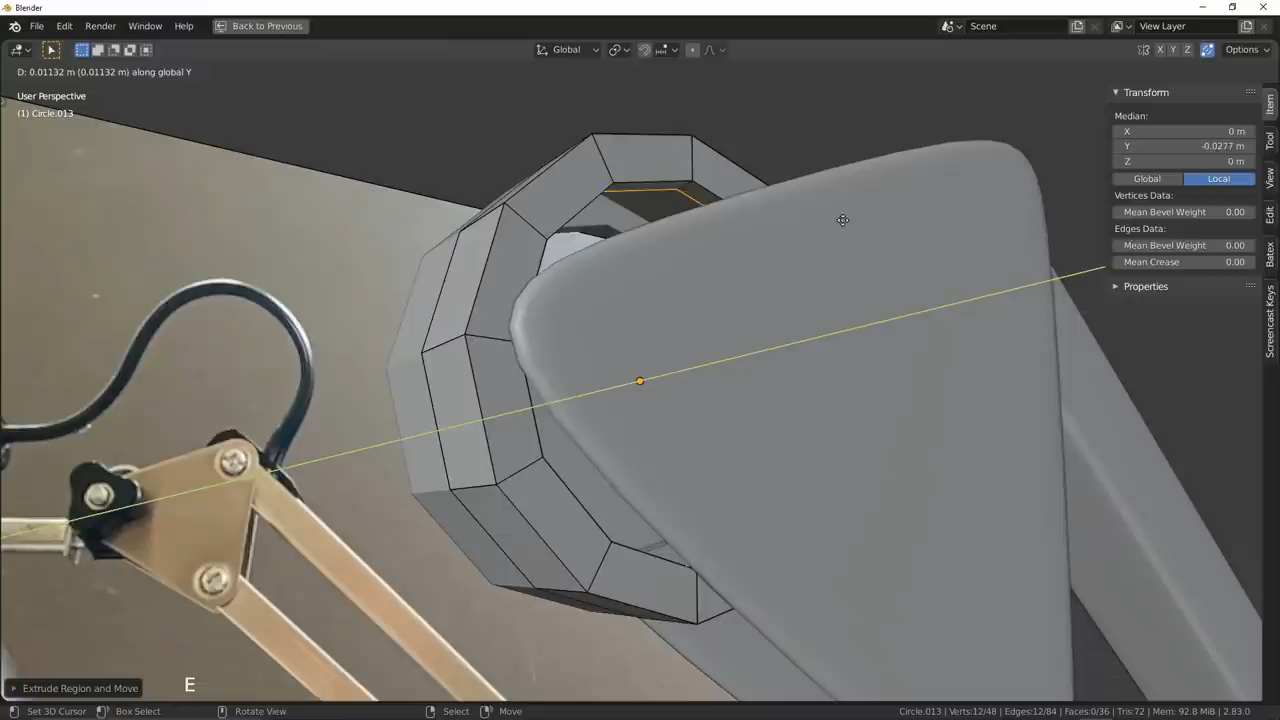 Blender
File Edit Render Window Help Back to Previous Scene View Layer
Global X Y Z Options
D: 0.01132 m (0.01132 m) along global Y
User Perspective
(1) Circle.013
Transform
Median:
X 0 m
Y -0.0277 m
Z 0 m
Global Local
Vertices Data:
Mean Bevel Weight 0.00
Edges Data:
Mean Bevel Weight 0.00
Mean Crease 0.00
Properties
Item
Tool
View
Edit
Batex
Screencast Keys
Extrude Region and Move E
Set 3D Cursor Box Select Rotate View Select Move Circle.013 | Verts:12/48 | Edges:12/84 | Faces:0/36 | Tris:72 | Mem: 92.8 MiB | 2.83.0